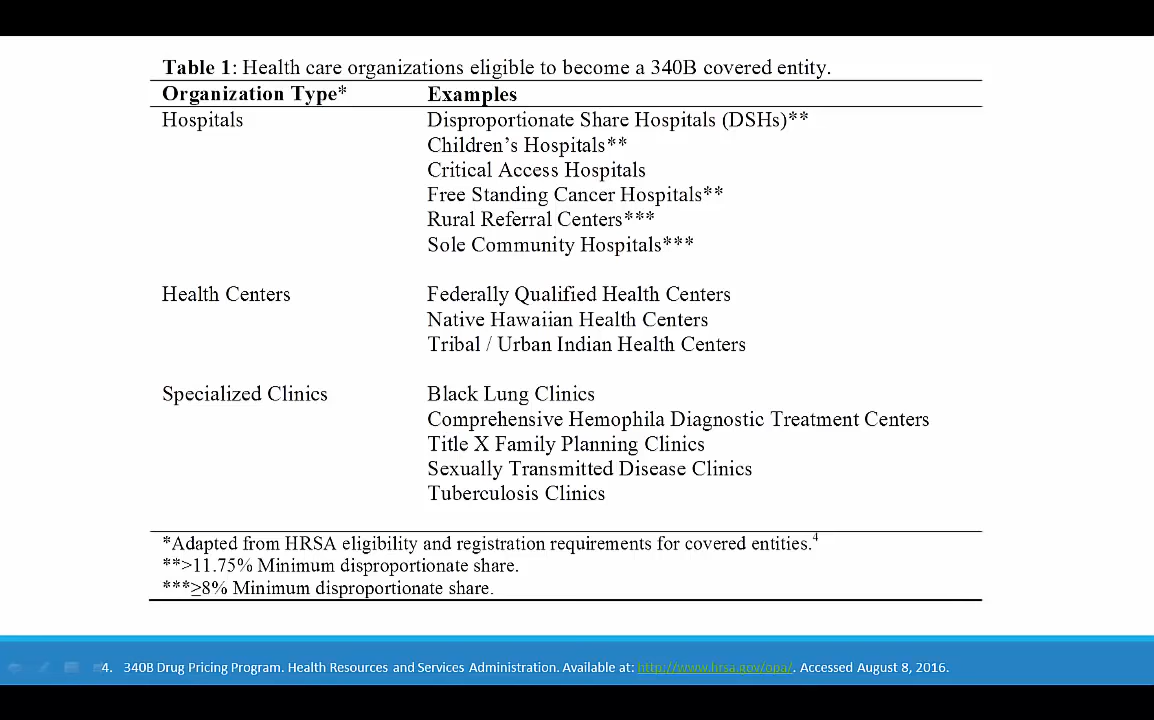 Table 1: Health care organizations eligible to become a 340B covered entity.
Organization Type* Examples
Hospitals Disproportionate Share Hospitals (DSHs)**
Children's Hospitals**
Critical Access Hospitals
Free Standing Cancer Hospitals**
Rural Referral Centers***
Sole Community Hospitals***
Health Centers Federally Qualified Health Centers
Native Hawaiian Health Centers
Tribal / Urban Indian Health Centers
Specialized Clinics Black Lung Clinics
Comprehensive Hemophila Diagnostic Treatment Centers
Title X Family Planning Clinics
Sexually Transmitted Disease Clinics
Tuberculosis Clinics
*Adapted from HRSA eligibility and registration requirements for covered entities.4
**>11.75% Minimum disproportionate share.
***≥8% Minimum disproportionate share.
4. 340B Drug Pricing Program. Health Resources and Services Administration. Available at: http://www.hrsa.gov/opa/. Accessed August 8, 2016.